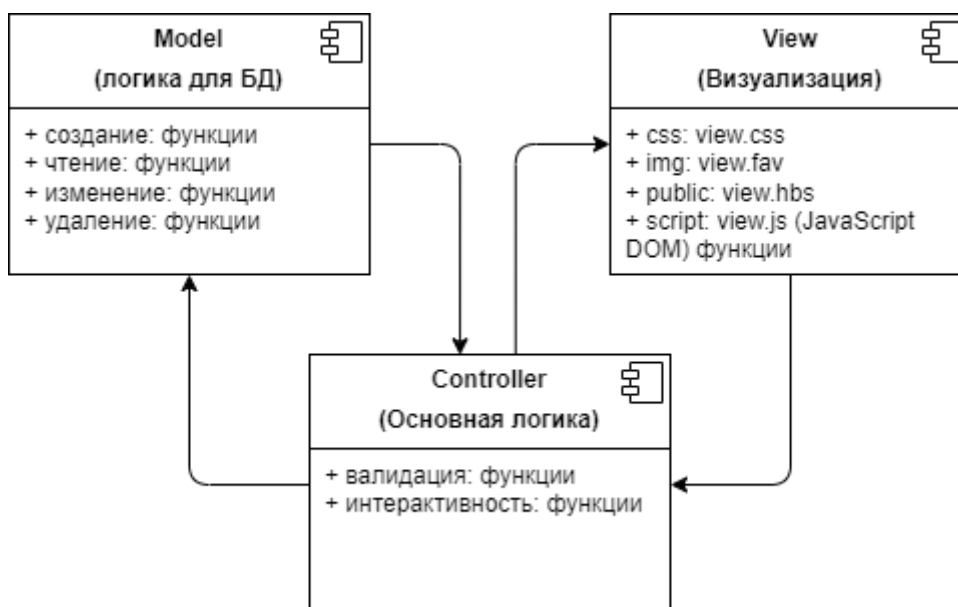 Model
(логика для БД)
+ создание: функции
+ чтение: функции
+ изменение: функции
+ удаление: функции
View
(Визуализация)
+ css: view.css
+ img: view.fav
+ public: view.hbs
+ script: view.js (JavaScript
DOM) функции
Controller
(Основная логика)
+ валидация: функции
+ интерактивность: функции